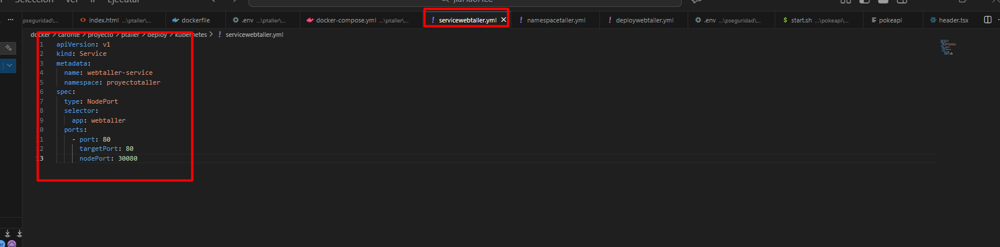 Selección Ver Ir Ejecutar
.pseguridad\... index.html ...\ptaller\... dockerfile .env ...\ptaller\... docker-compose.yml ...\ptaller\... servicewebtaller.yml namespacetaller.yml deploywebtaller.yml .env ...\pseguridad\... start.sh ...\pokeapi\... pokeapi header.tsx
docker > caronte > proyecto > ptaller > deploy > kubernetes > ! servicewebtaller.yml
1 apiVersion: v1
2 kind: Service
3 metadata:
4 name: webtaller-service
5 namespace: proyectotaller
6 spec:
7 type: NodePort
8 selector:
9 app: webtaller
10 ports:
11 - port: 80
12 targetPort: 80
13 nodePort: 30080